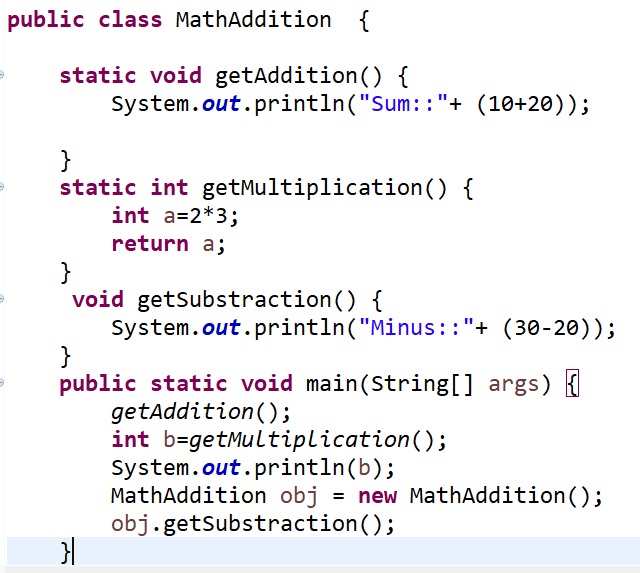 public class MathAddition  {
static void getAddition() {
System.out.println("Sum::"+ (10+20));
}
static int getMultiplication() {
int a=2*3;
return a;
}
void getSubstraction() {
System.out.println("Minus::"+ (30-20));
}
public static void main(String[] args) {
getAddition();
int b=getMultiplication();
System.out.println(b);
MathAddition obj = new MathAddition();
obj.getSubstraction();
}